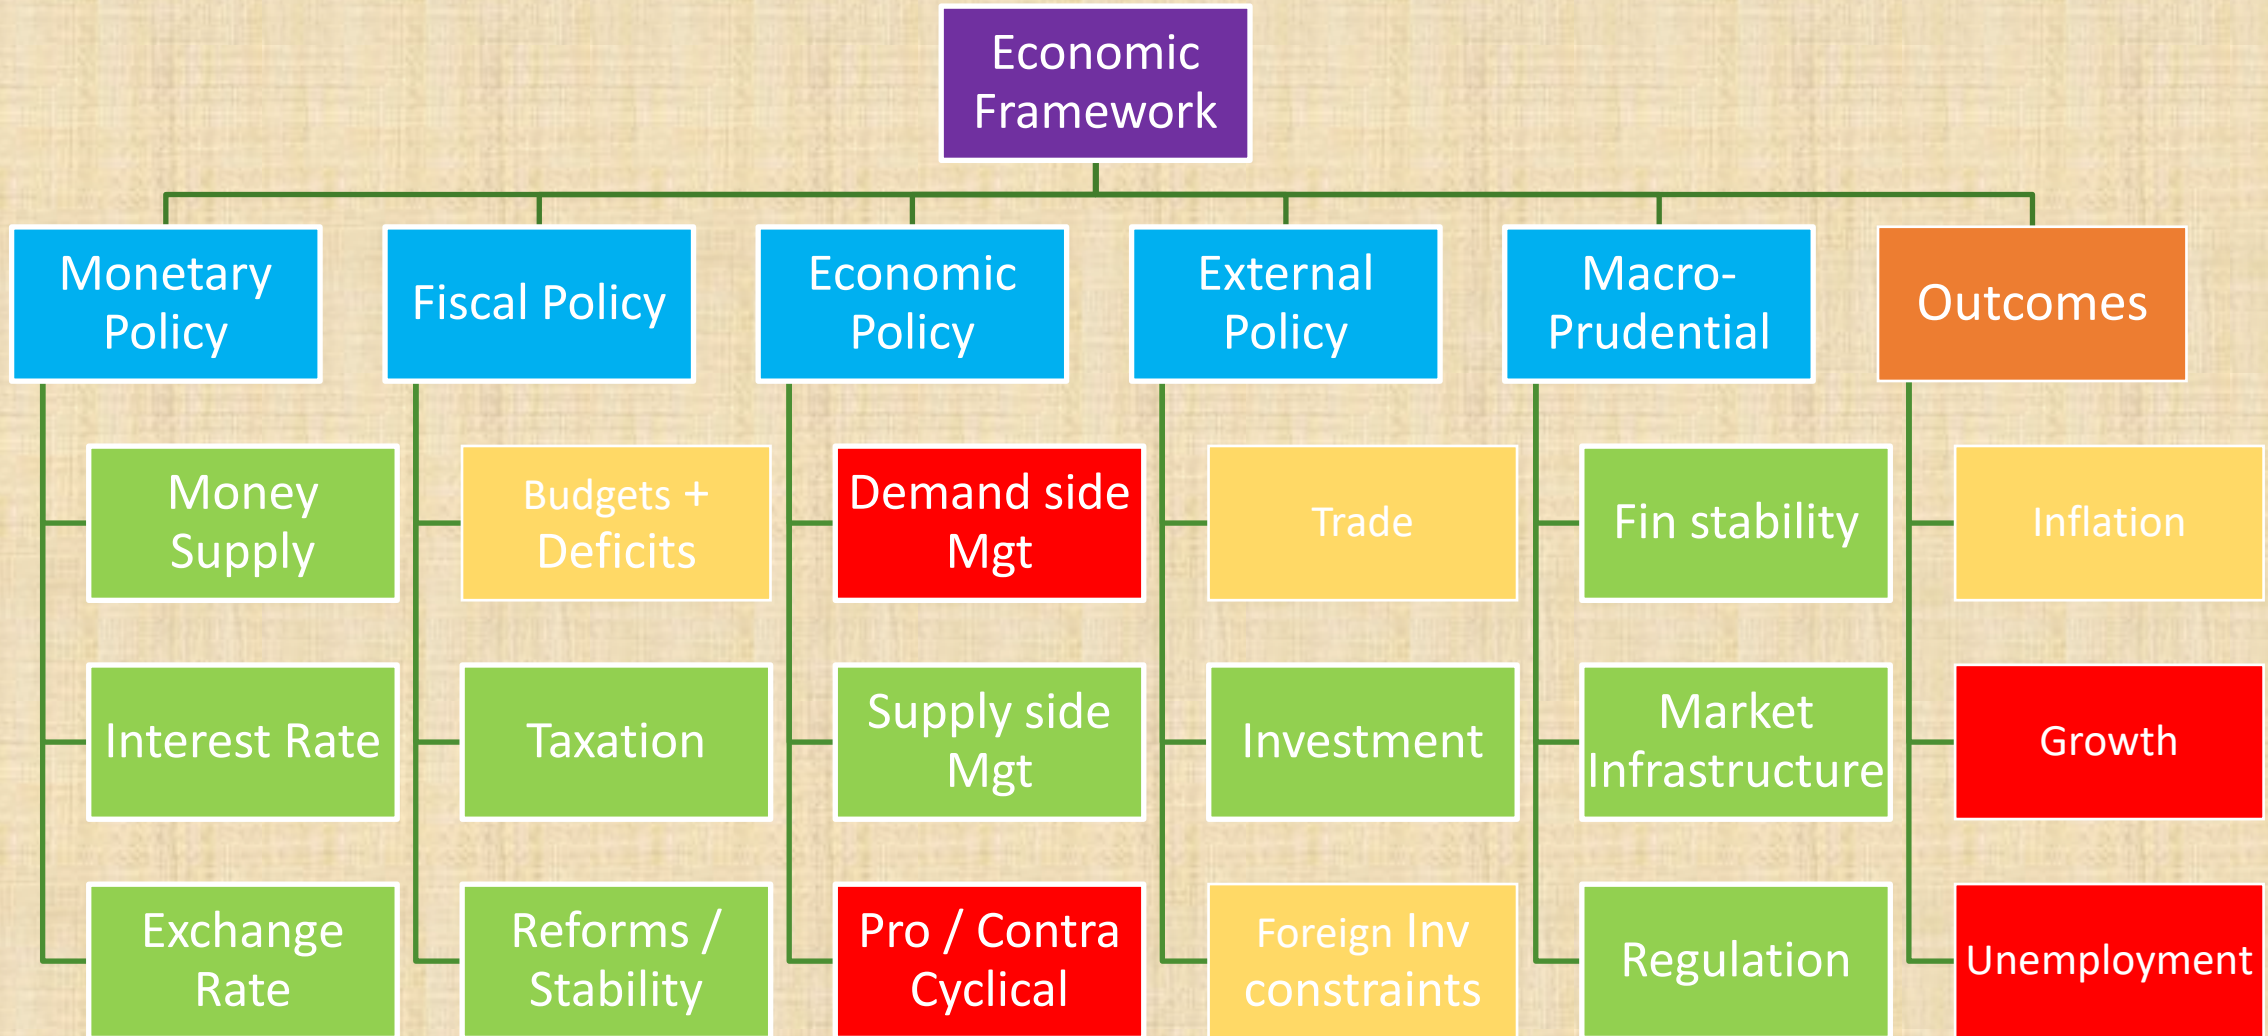 Economic
Framework
Monetary
Policy
Fiscal Policy
Economic
Policy
External
Policy
Macro-
Prudential
Outcomes
Money
Supply
Budgets +
Deficits
Demand side
Mgt
Trade
Fin stability
Inflation
Interest Rate
Taxation
Supply side
Mgt
Investment
Market
Infrastructure
Growth
Exchange
Rate
Reforms /
Stability
Pro / Contra
Cyclical
Foreign Inv
constraints
Regulation
Unemployment